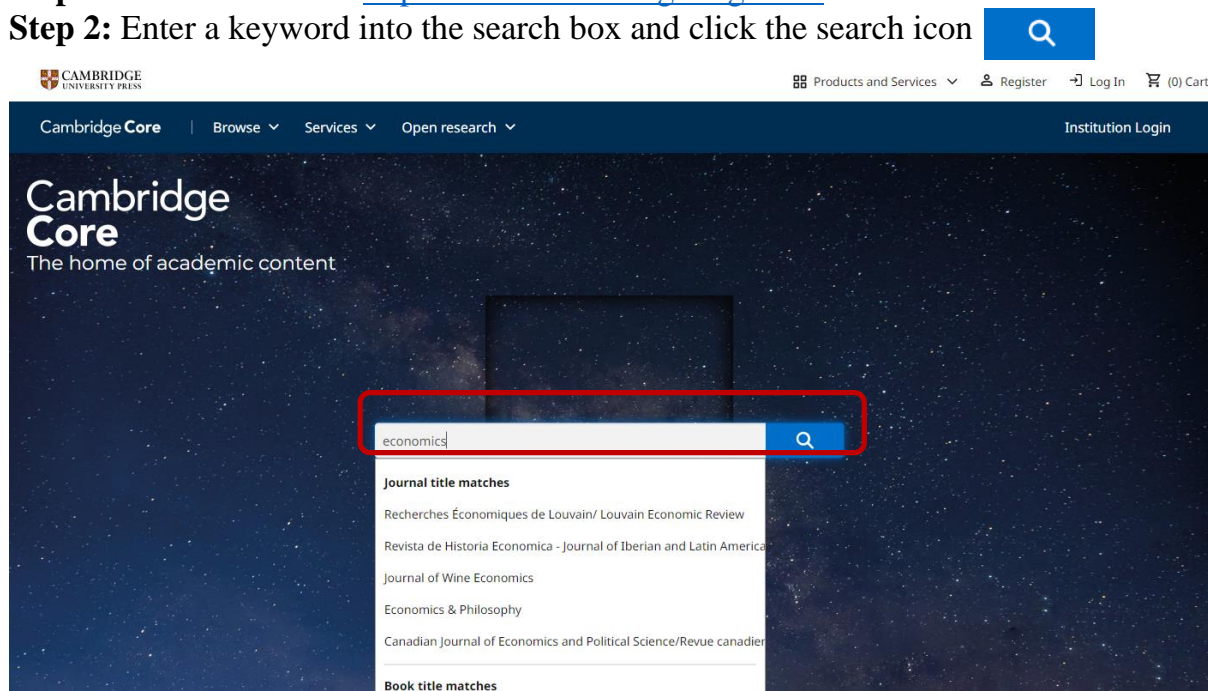 Step 2: Enter a keyword into the search box and click the search icon
CAMBRIDGE
UNIVERSITY PRESS
Products and Services
Register
Log In
(0) Cart
Cambridge Core
Browse
Services
Open research
Institution Login
Cambridge
Core
The home of academic content
economics
Journal title matches
Recherches Économiques de Louvain/ Louvain Economic Review
Revista de Historia Economica - Journal of Iberian and Latin America
Journal of Wine Economics
Economics & Philosophy
Canadian Journal of Economics and Political Science/Revue canadien
Book title matches